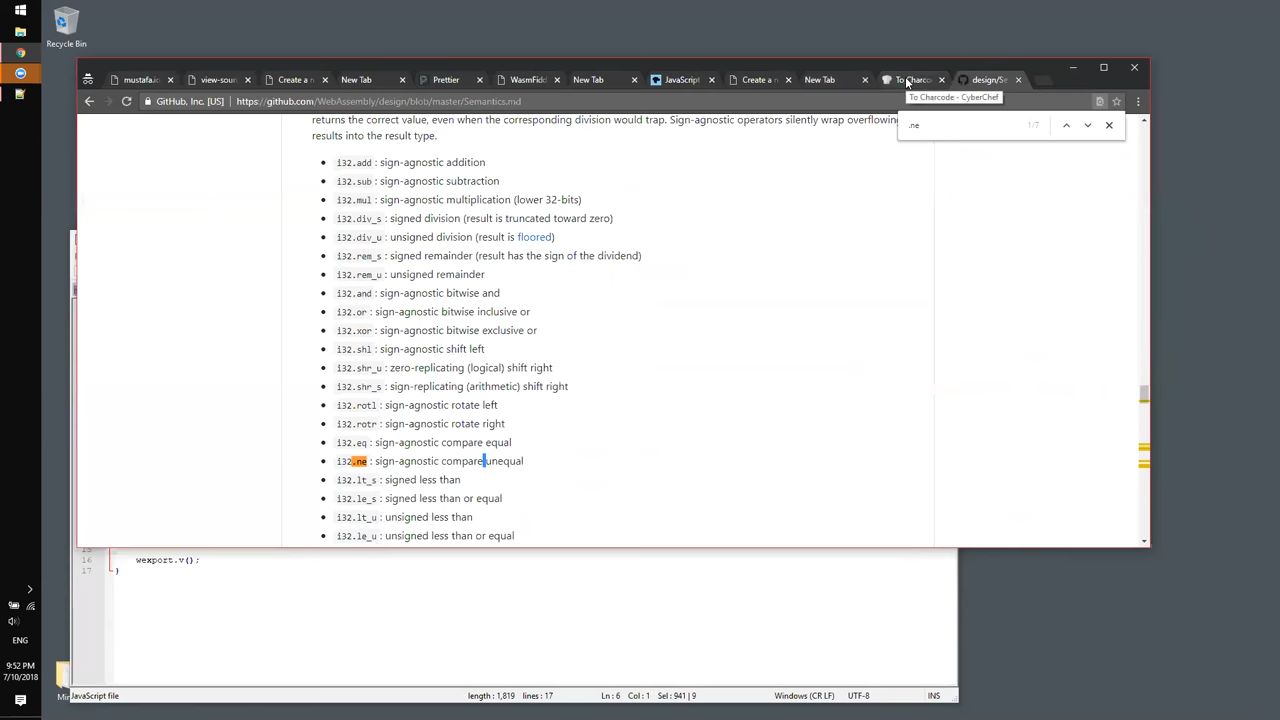 Recycle Bin
mustafa.io
view-sour
Create a n
New Tab
Prettier
WasmFidd
New Tab
JavaScript
Create a n
New Tab
To Charco
design/Se
GitHub, Inc. [US] https://github.com/WebAssembly/design/blob/master/Semantics.md
To Charcode - CyberChef
.ne 1/7
returns the correct value, even when the corresponding division would trap. Sign-agnostic operators silently wrap overflowing
results into the result type.
• i32.add : sign-agnostic addition
• i32.sub : sign-agnostic subtraction
• i32.mul : sign-agnostic multiplication (lower 32-bits)
• i32.div_s : signed division (result is truncated toward zero)
• i32.div_u : unsigned division (result is floored)
• i32.rem_s : signed remainder (result has the sign of the dividend)
• i32.rem_u : unsigned remainder
• i32.and : sign-agnostic bitwise and
• i32.or : sign-agnostic bitwise inclusive or
• i32.xor : sign-agnostic bitwise exclusive or
• i32.shl : sign-agnostic shift left
• i32.shr_u : zero-replicating (logical) shift right
• i32.shr_s : sign-replicating (arithmetic) shift right
• i32.rotl : sign-agnostic rotate left
• i32.rotr : sign-agnostic rotate right
• i32.eq : sign-agnostic compare equal
• i32.ne : sign-agnostic compare unequal
• i32.lt_s : signed less than
• i32.le_s : signed less than or equal
• i32.lt_u : unsigned less than
• i32.le_u : unsigned less than or equal
16 wexport.v();
17 }
ENG
9:52 PM
7/10/2018
JavaScript file length : 1,819 lines : 17 Ln : 6 Col : 1 Sel : 941 | 9 Windows (CR LF) UTF-8 INS